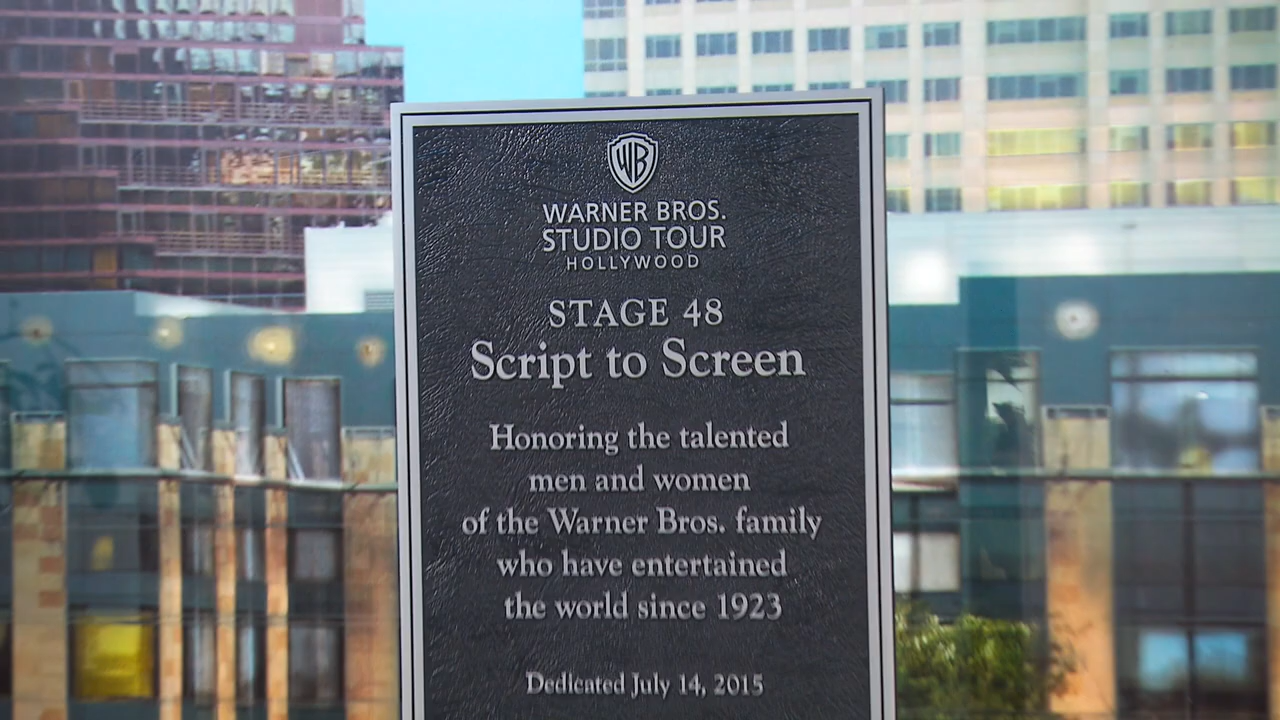 WB
WARNER BROS.
STUDIO TOUR
HOLLYWOOD
STAGE 48
Script to Screen
Honoring the talented
men and women
of the Warner Bros. family
who have entertained
the world since 1923
Dedicated July 14, 2015